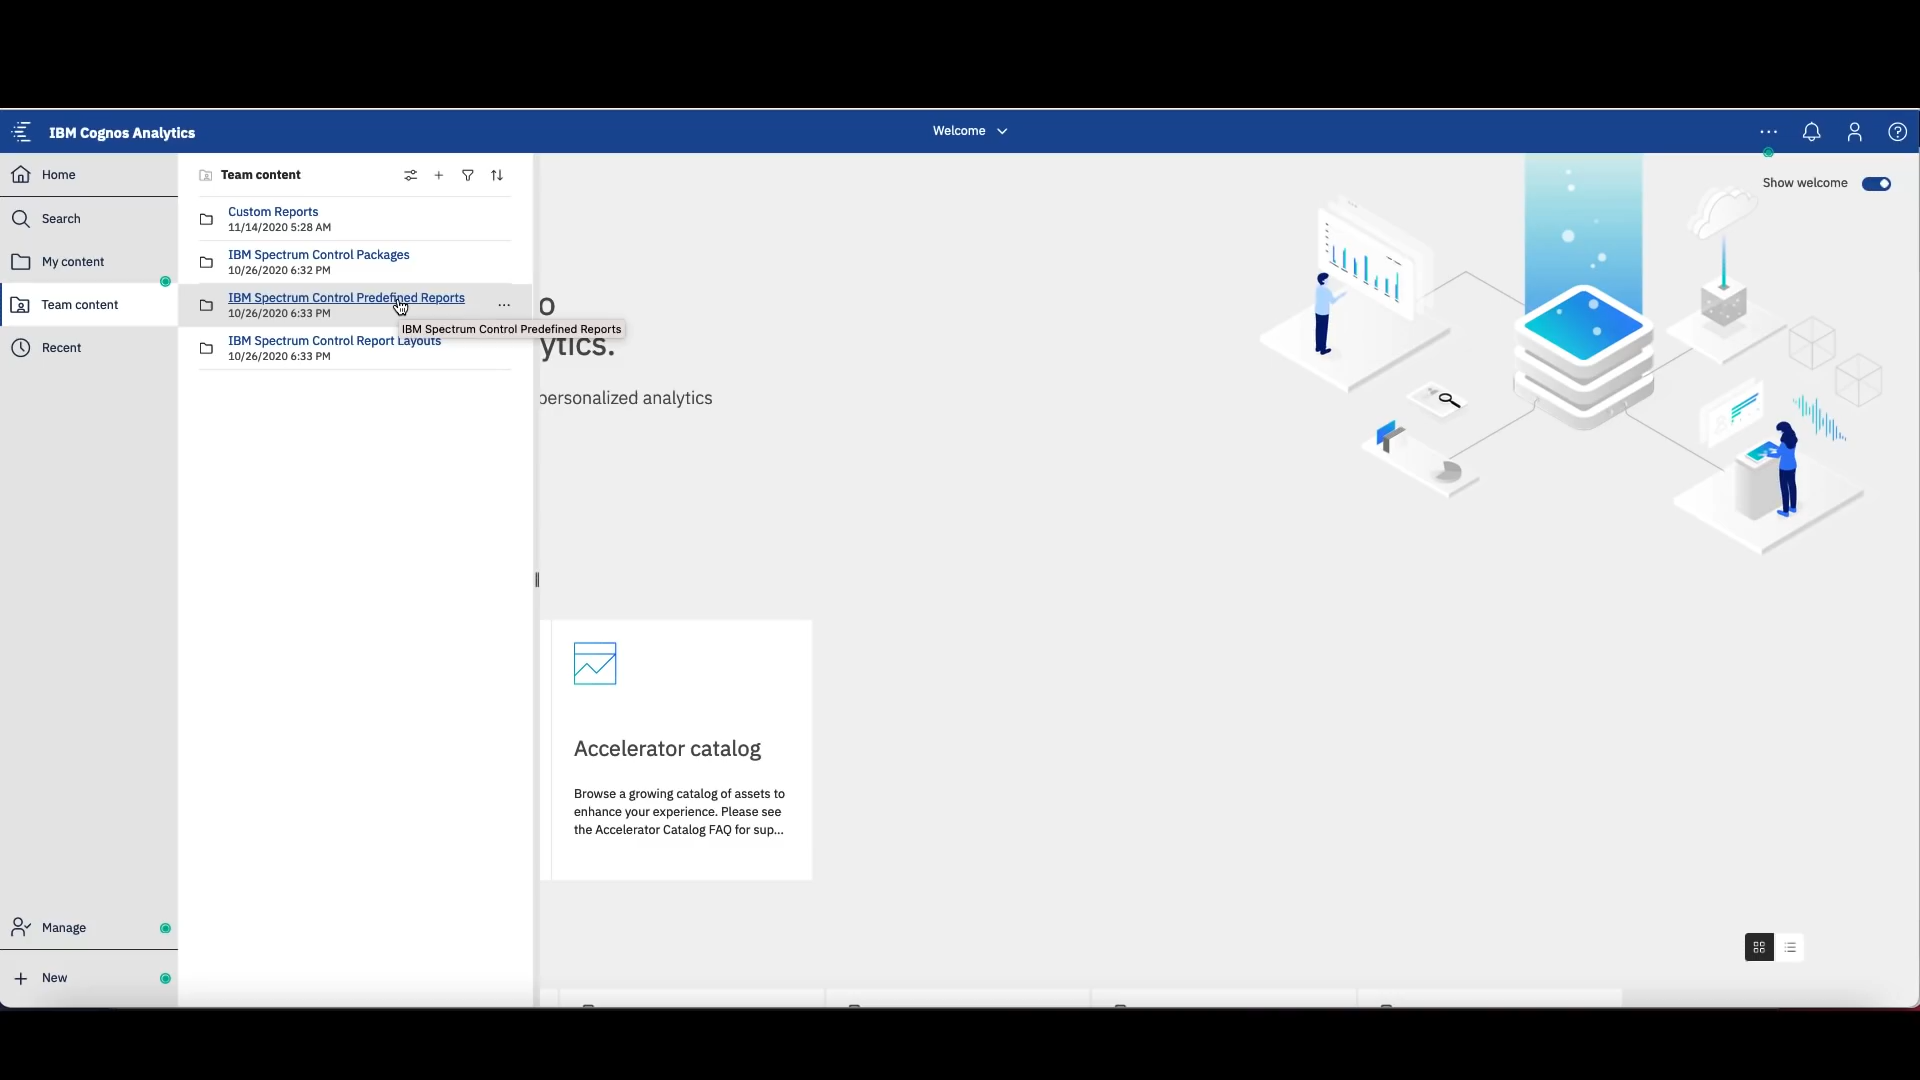 IBM Cognos Analytics
Welcome
Home
Search
My content
Team content
Recent
Manage
New
Team content
Custom Reports
11/14/2020 5:28 AM
IBM Spectrum Control Packages
10/26/2020 6:32 PM
IBM Spectrum Control Predefined Reports
10/26/2020 6:33 PM
IBM Spectrum Control Predefined Reports
IBM Spectrum Control Report Layouts
10/26/2020 6:33 PM
Show welcome
o
ytics.
personalized analytics
Accelerator catalog
Browse a growing catalog of assets to
enhance your experience. Please see
the Accelerator Catalog FAQ for sup...